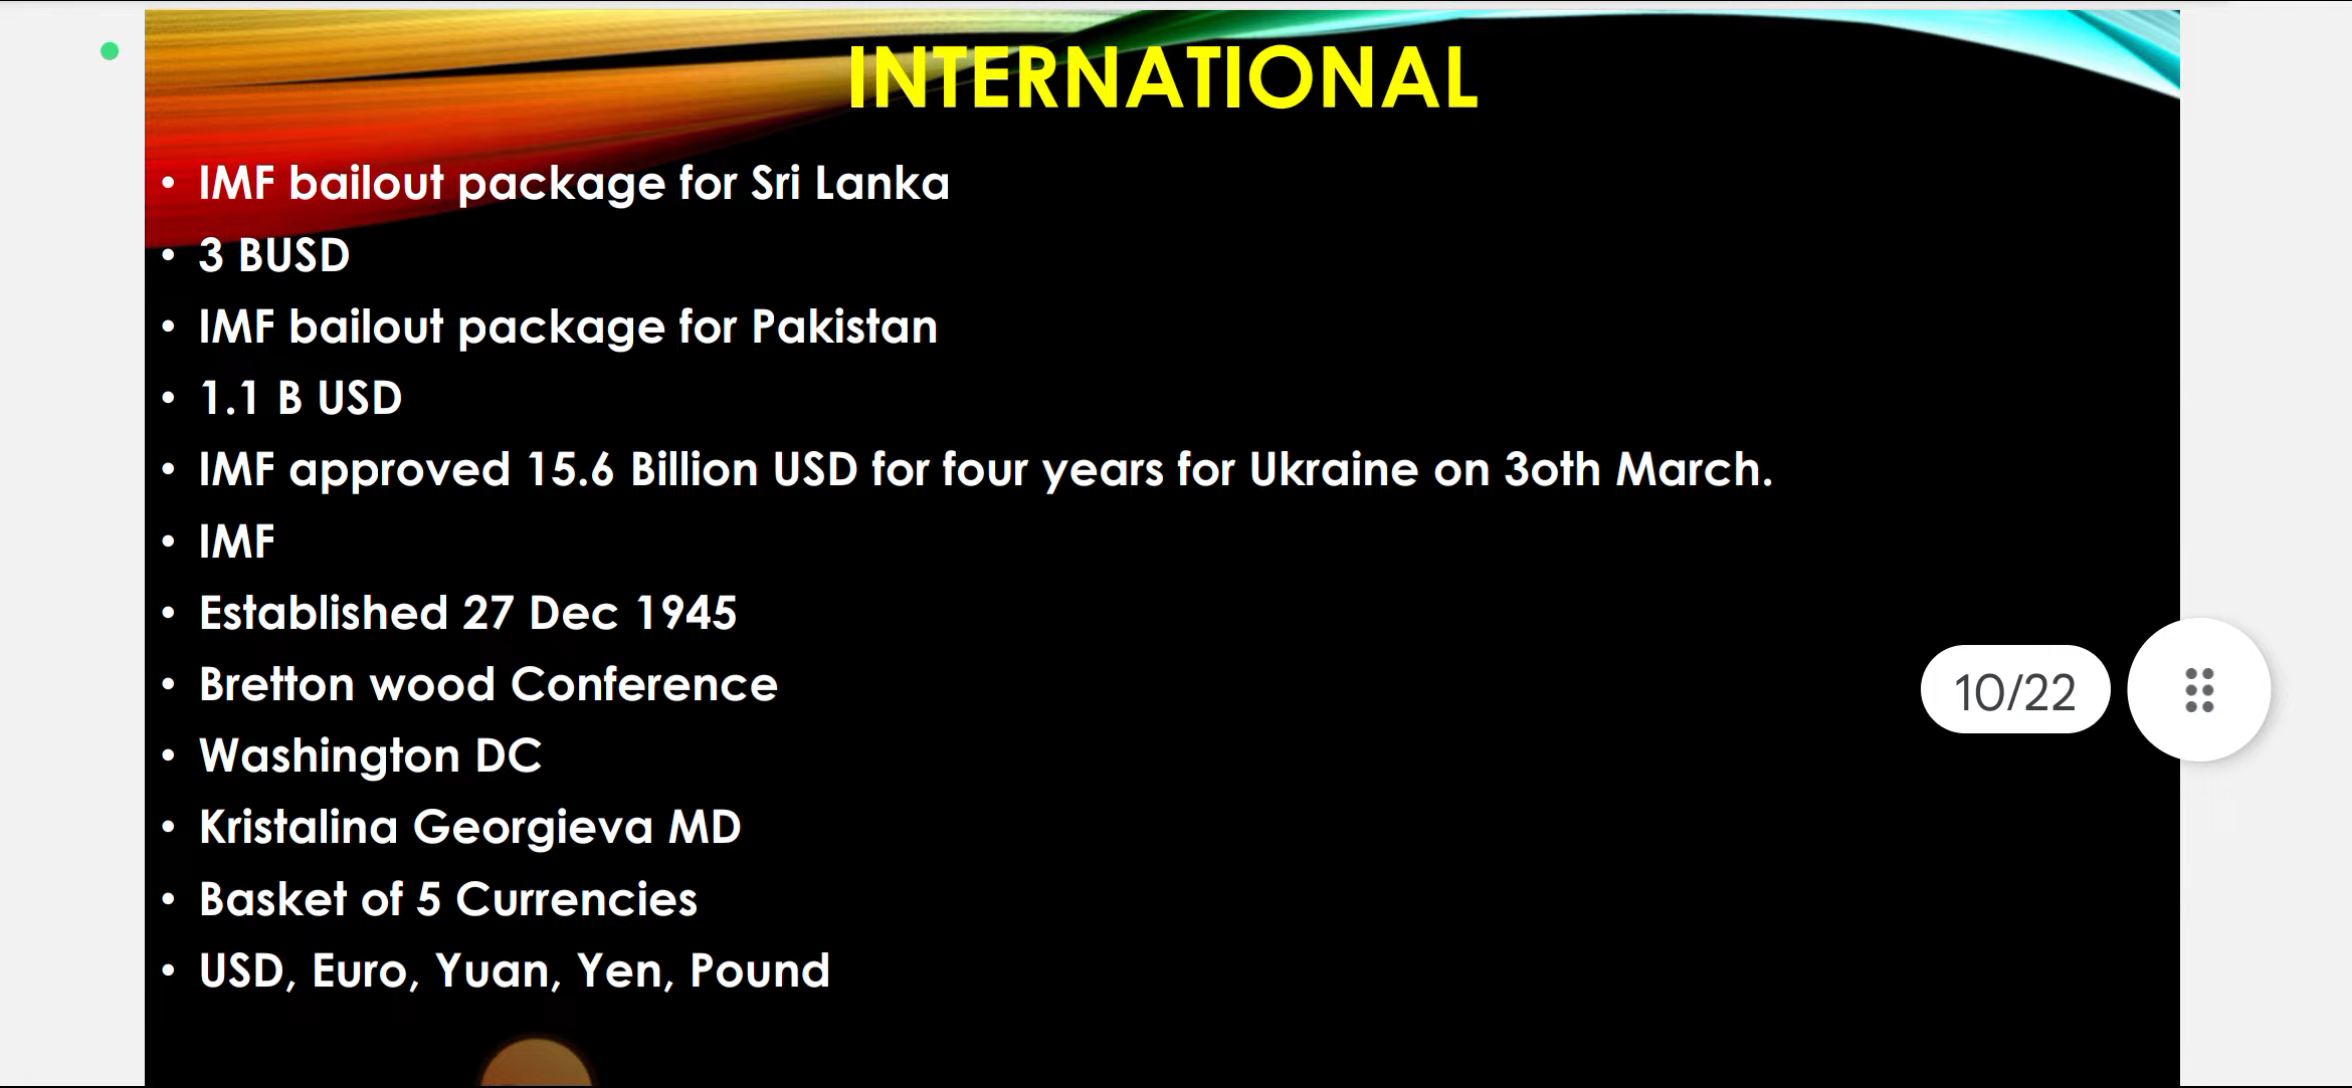 INTERNATIONAL
• IMF bailout package for Sri Lanka
• 3 BUSD
• IMF bailout package for Pakistan
• 1.1 B USD
• IMF approved 15.6 Billion USD for four years for Ukraine on 3oth March.
• IMF
• Established 27 Dec 1945
• Bretton wood Conference
• Washington DC
• Kristalina Georgieva MD
• Basket of 5 Currencies
• USD, Euro, Yuan, Yen, Pound
10/22